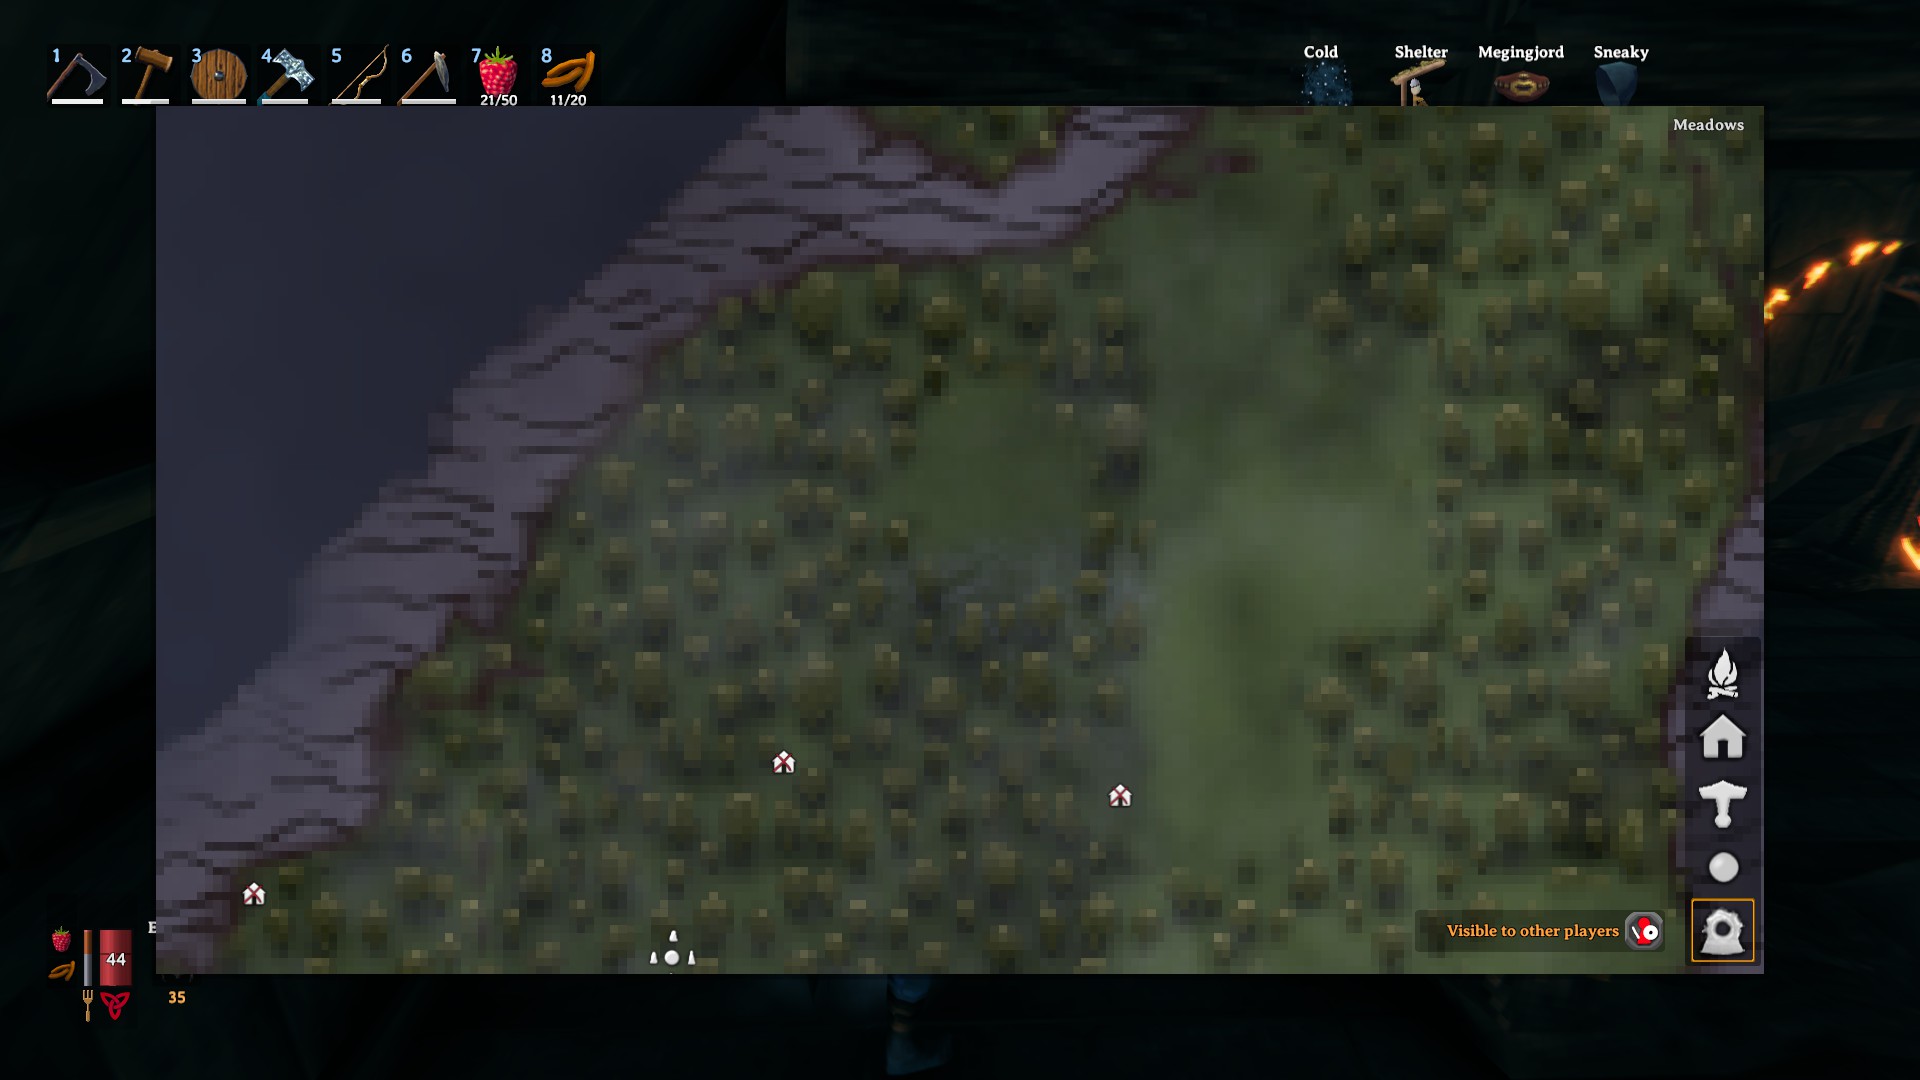 1 2 3 4 5 6 7 8
21/50 11/20
Cold Shelter Megingjord Sneaky
Meadows
Visible to other players
E
44
35